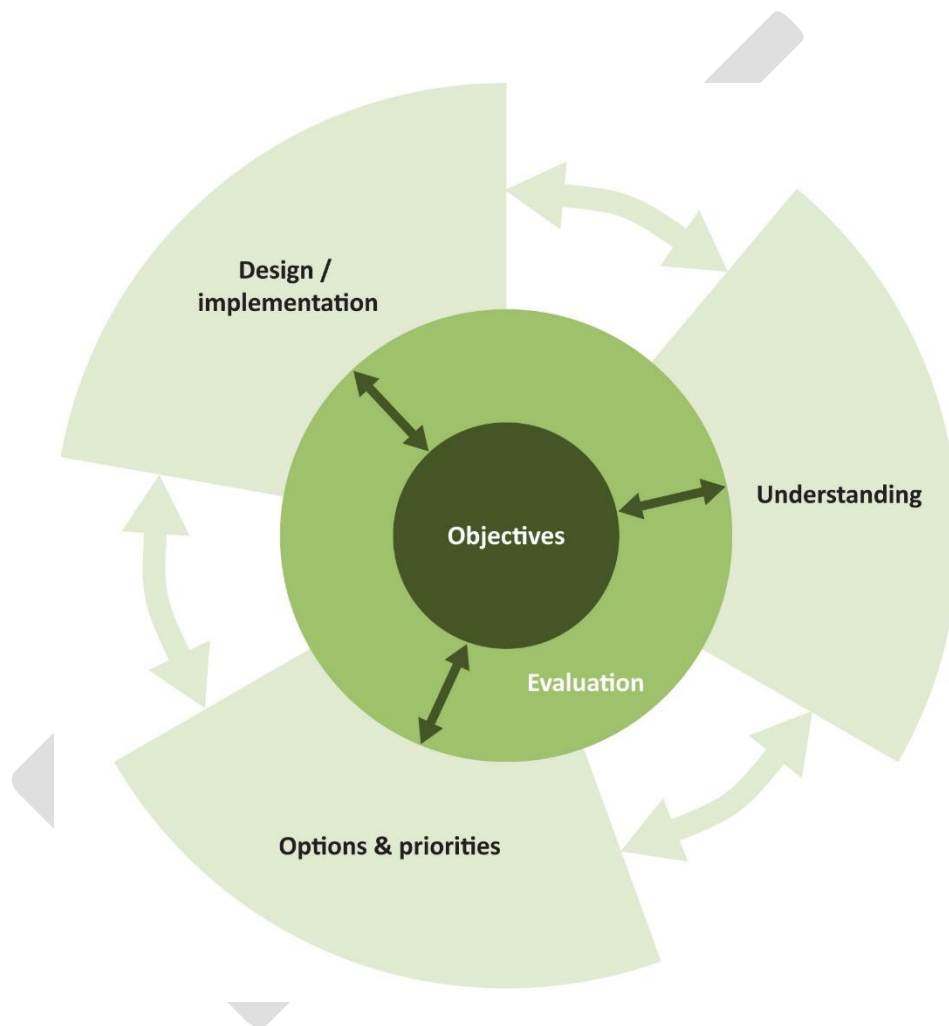 Design /
implementation
Understanding
Objectives
Evaluation
Options & priorities